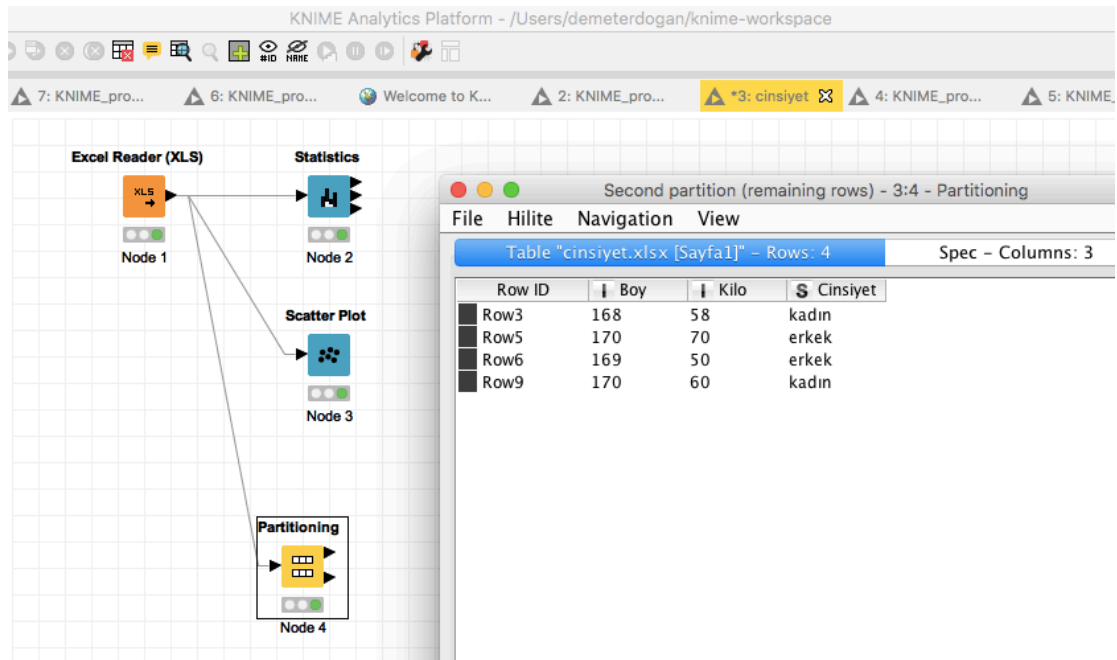 KNIME Analytics Platform - /Users/demeterdogan/knime-workspace
#ID NAME
7: KNIME_pro... 6: KNIME_pro... Welcome to K... 2: KNIME_pro... *3: cinsiyet 4: KNIME_pro... 5: KNIME_
Excel Reader (XLS)
XLS
Node 1
Statistics
Node 2
Scatter Plot
Node 3
Partitioning
Node 4
Second partition (remaining rows) - 3:4 - Partitioning
File Hilite Navigation View
Table "cinsiyet.xlsx [Sayfa1]" - Rows: 4 Spec - Columns: 3
Row ID I Boy I Kilo S Cinsiyet
Row3 168 58 kadın
Row5 170 70 erkek
Row6 169 50 erkek
Row9 170 60 kadın